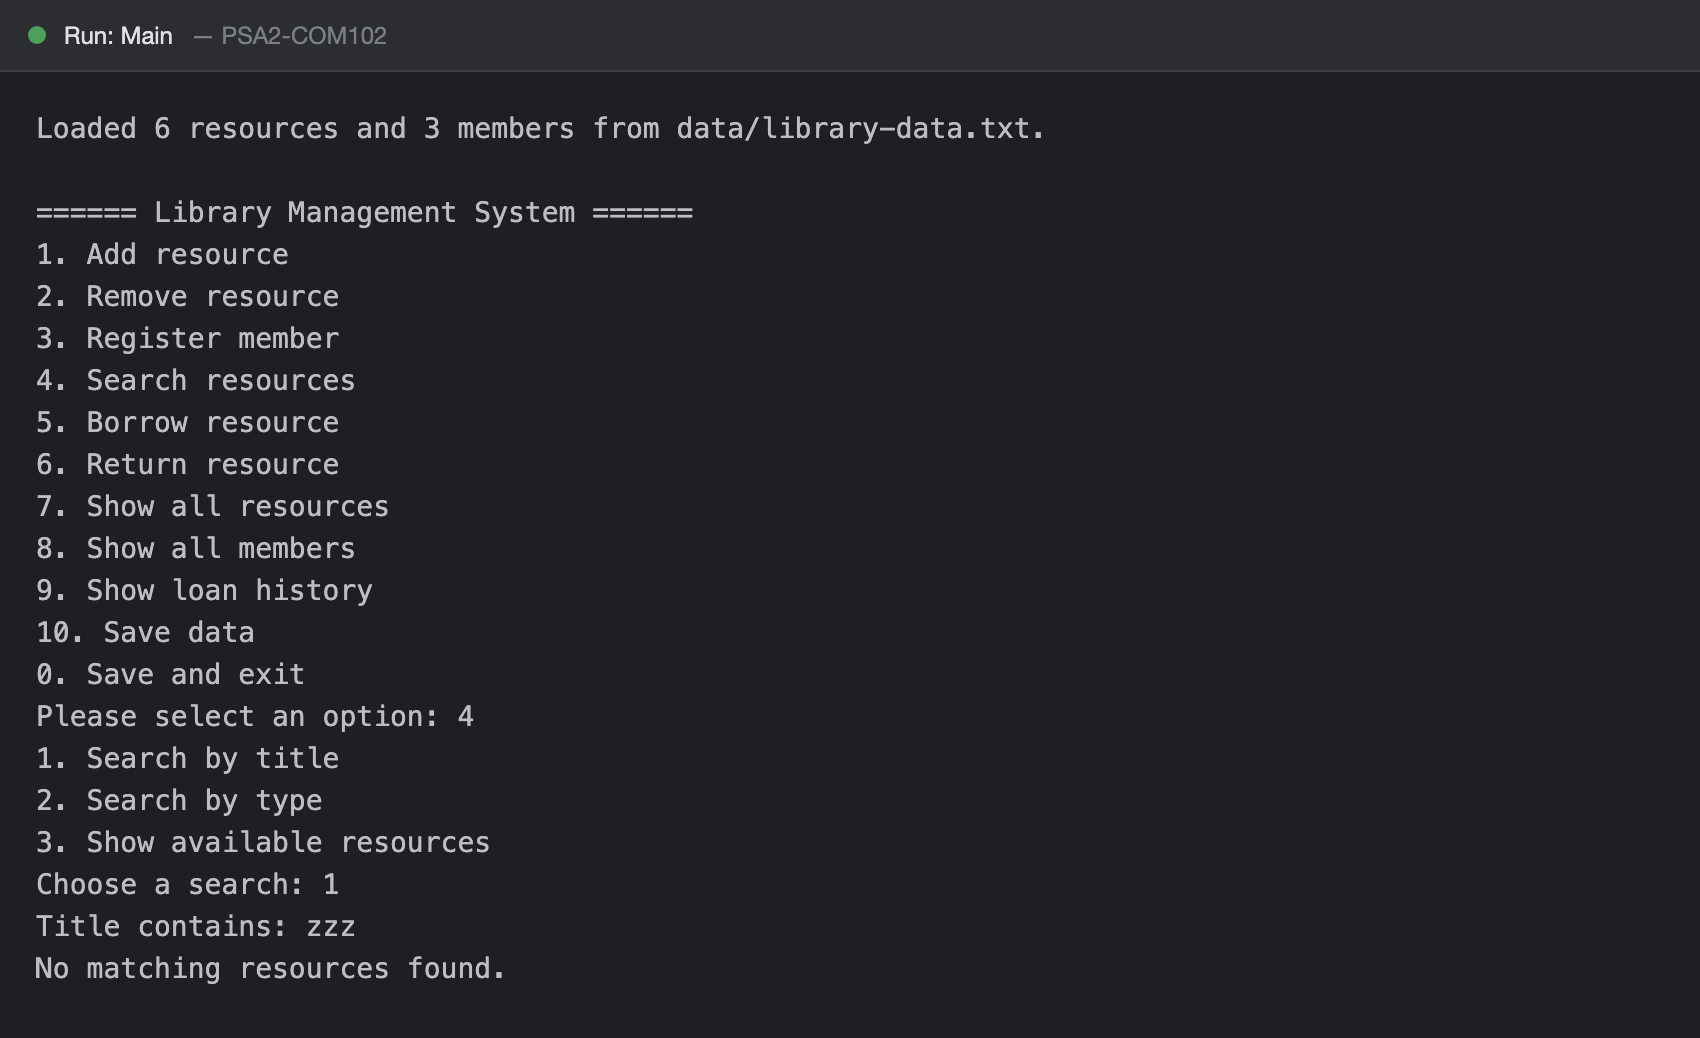 Run: Main — PSA2-COM102
Loaded 6 resources and 3 members from data/library-data.txt.
====== Library Management System ======
1. Add resource
2. Remove resource
3. Register member
4. Search resources
5. Borrow resource
6. Return resource
7. Show all resources
8. Show all members
9. Show loan history
10. Save data
0. Save and exit
Please select an option: 4
1. Search by title
2. Search by type
3. Show available resources
Choose a search: 1
Title contains: zzz
No matching resources found.